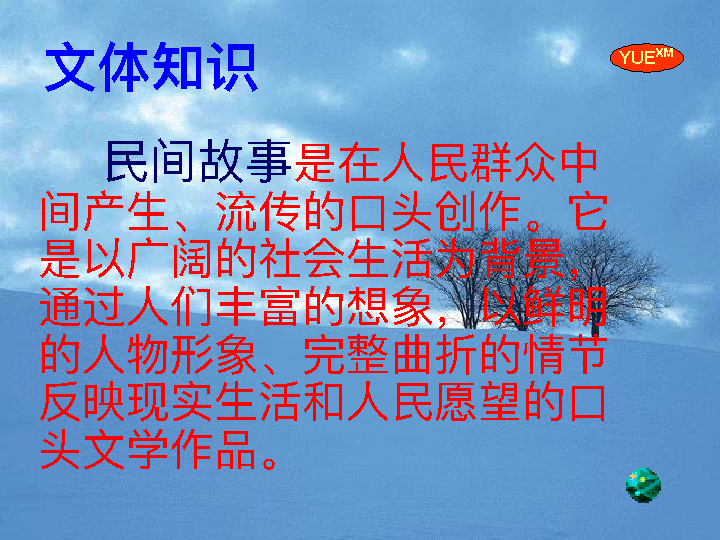 文体知识
YUEXM
民间故事是在人民群众中
间产生、流传的口头创作。它
是以广阔的社会生活为背景，
通过人们丰富的想象，以鲜明
的人物形象、完整曲折的情节
反映现实生活和人民愿望的口
头文学作品。